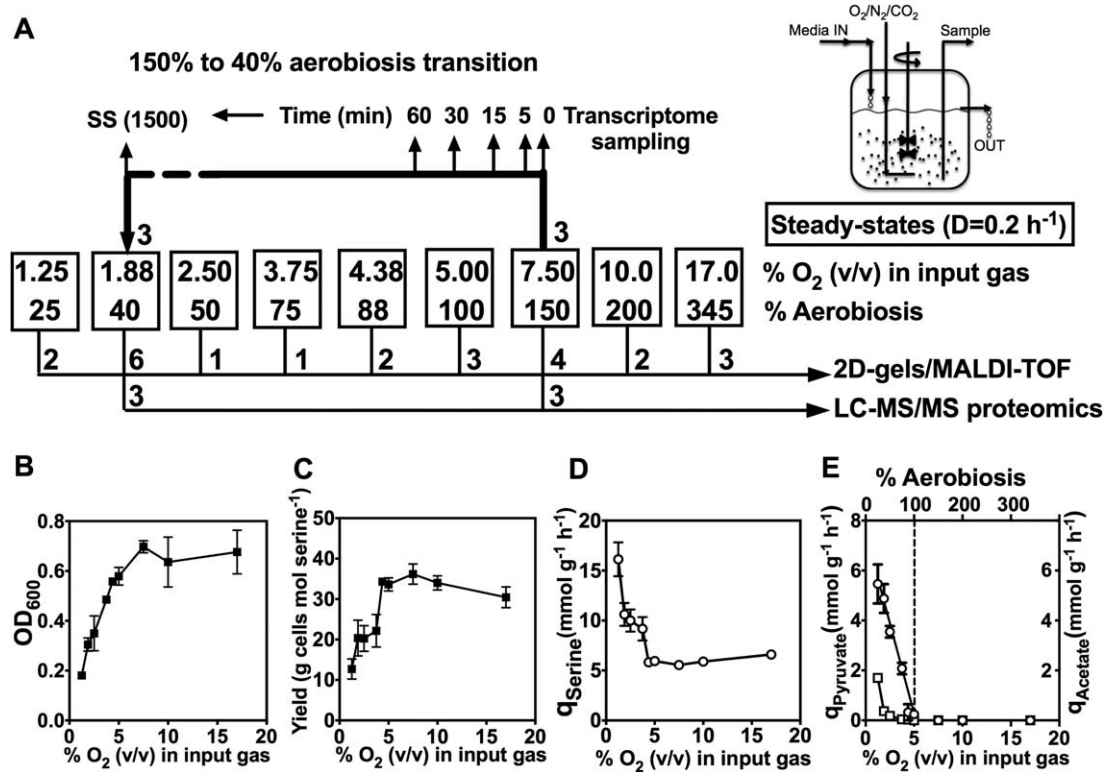 A
150% to 40% aerobiosis transition
SS (1500)
Time (min) 60 30 15 5 0 Transcriptome
sampling
O2/N2/CO2
Media IN
Sample
OUT
Steady-states (D=0.2 h-1)
3 3
1.25 1.88 2.50 3.75 4.38 5.00 7.50 10.0 17.0 % O2 (v/v) in input gas
25 40 50 75 88 100 150 200 345 % Aerobiosis
2 6 1 1 2 3 4 2 3
2D-gels/MALDI-TOF
3 3
LC-MS/MS proteomics
B
OD600
0.8
0.6
0.4
0.2
0.0
0 5 10 15 20
% O2 (v/v) in input gas
C
Yield (g cells mol serine-1)
50
40
30
20
10
0
0 5 10 15 20
% O2 (v/v) in input gas
D
qSerine(mmol g-1 h-1)
20
15
10
5
0
0 5 10 15 20
% O2 (v/v) in input gas
E
% Aerobiosis
0 100 200 300
qPyruvate(mmol g-1 h-1)
8
6
4
2
0
qAcetate(mmol g-1 h-1)
6
4
2
0
0 5 10 15 20
% O2 (v/v) in input gas